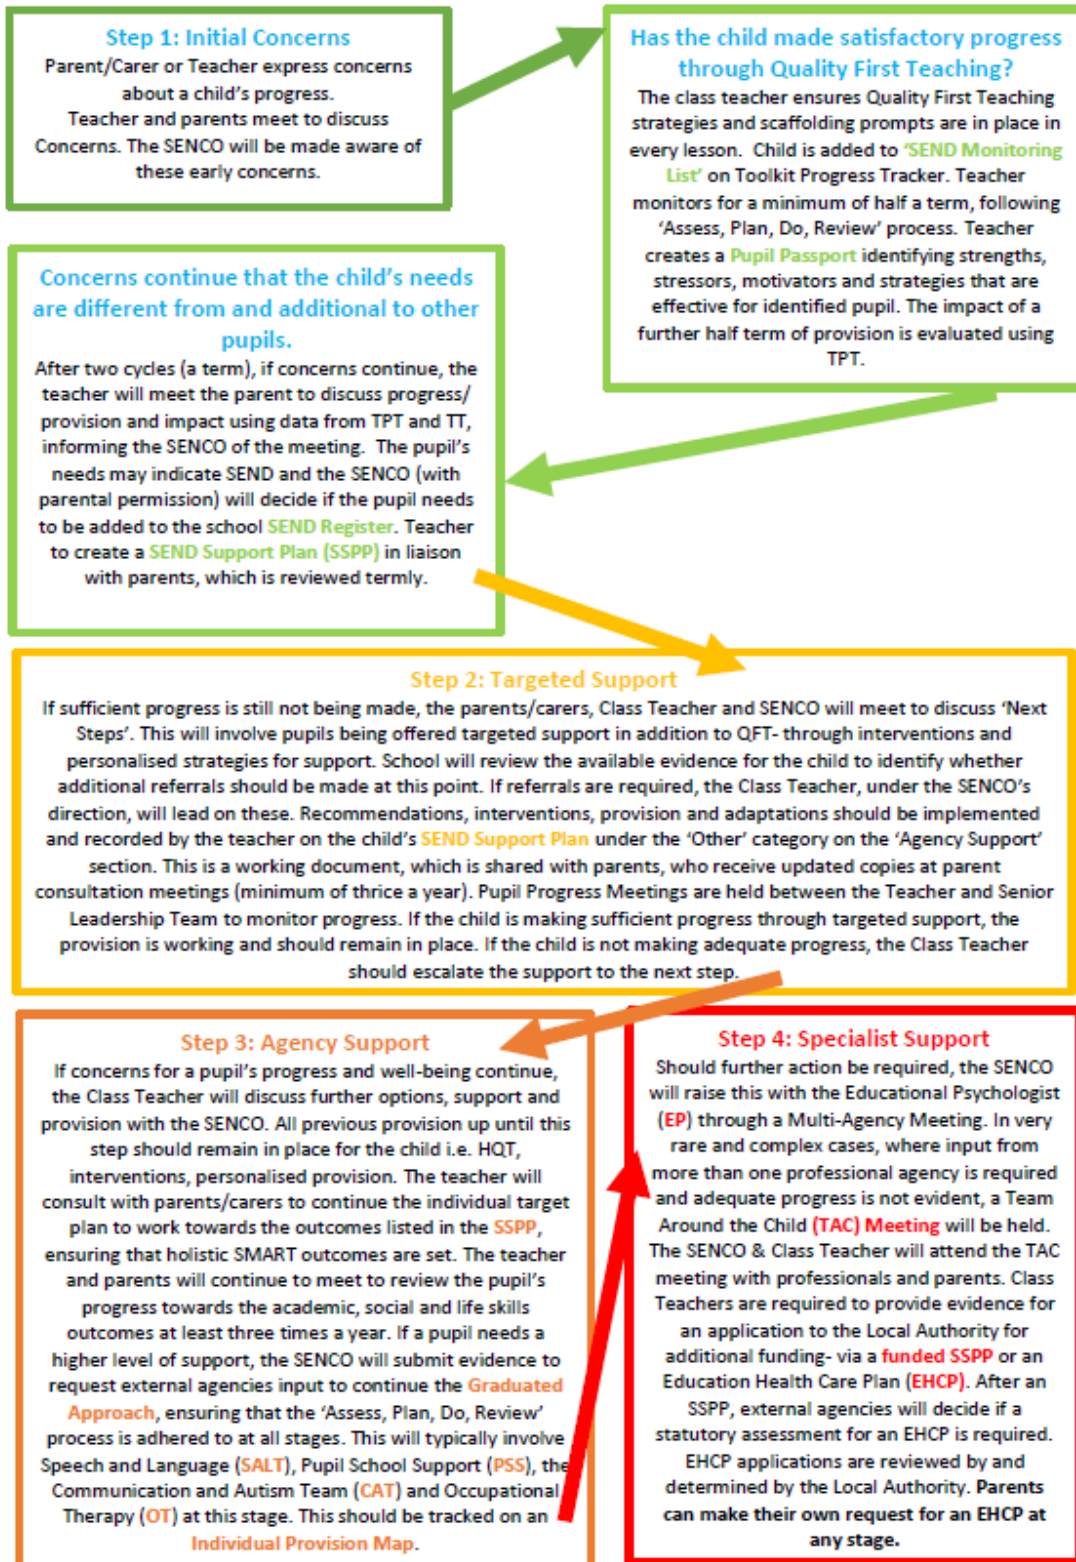 Step 1: Initial Concerns
Parent/Carer or Teacher express concerns
about a child's progress.
Teacher and parents meet to discuss
Concerns. The SENCO will be made aware of
these early concerns.
Has the child made satisfactory progress
through Quality First Teaching?
The class teacher ensures Quality First Teaching
strategies and scaffolding prompts are in place in
every lesson. Child is added to 'SEND Monitoring
List' on Toolkit Progress Tracker. Teacher
monitors for a minimum of half a term, following
'Assess, Plan, Do, Review' process. Teacher
creates a Pupil Passport identifying strengths,
stressors, motivators and strategies that are
effective for identified pupil. The impact of a
further half term of provision is evaluated using
TPT.
Concerns continue that the child's needs
are different from and additional to other
pupils.
After two cycles (a term), if concerns continue, the
teacher will meet the parent to discuss progress/
provision and impact using data from TPT and TT,
informing the SENCO of the meeting. The pupil's
needs may indicate SEND and the SENCO (with
parental permission) will decide if the pupil needs
to be added to the school SEND Register. Teacher
to create a SEND Support Plan (SSPP) in liaison
with parents, which is reviewed termly.
Step 2: Targeted Support
If sufficient progress is still not being made, the parents/carers, Class Teacher and SENCO will meet to discuss 'Next
Steps'. This will involve pupils being offered targeted support in addition to QFT- through interventions and
personalised strategies for support. School will review the available evidence for the child to identify whether
additional referrals should be made at this point. If referrals are required, the Class Teacher, under the SENCO's
direction, will lead on these. Recommendations, interventions, provision and adaptations should be implemented
and recorded by the teacher on the child's SEND Support Plan under the 'Other' category on the 'Agency Support'
section. This is a working document, which is shared with parents, who receive updated copies at parent
consultation meetings (minimum of thrice a year). Pupil Progress Meetings are held between the Teacher and Senior
Leadership Team to monitor progress. If the child is making sufficient progress through targeted support, the
provision is working and should remain in place. If the child is not making adequate progress, the Class Teacher
should escalate the support to the next step.
Step 3: Agency Support
If concerns for a pupil's progress and well-being continue,
the Class Teacher will discuss further options, support and
provision with the SENCO. All previous provision up until this
step should remain in place for the child i.e. HQT,
interventions, personalised provision. The teacher will
consult with parents/carers to continue the individual target
plan to work towards the outcomes listed in the SSPP,
ensuring that holistic SMART outcomes are set. The teacher
and parents will continue to meet to review the pupil's
progress towards the academic, social and life skills
outcomes at least three times a year. If a pupil needs a
higher level of support, the SENCO will submit evidence to
request external agencies input to continue the Graduated
Approach, ensuring that the 'Assess, Plan, Do, Review'
process is adhered to at all stages. This will typically involve
Speech and Language (SALT), Pupil School Support (PSS), the
Communication and Autism Team (CAT) and Occupational
Therapy (OT) at this stage. This should be tracked on an
Individual Provision Map.
Step 4: Specialist Support
Should further action be required, the SENCO
will raise this with the Educational Psychologist
(EP) through a Multi-Agency Meeting. In very
rare and complex cases, where input from
more than one professional agency is required
and adequate progress is not evident, a Team
Around the Child (TAC) Meeting will be held.
The SENCO & Class Teacher will attend the TAC
meeting with professionals and parents. Class
Teachers are required to provide evidence for
an application to the Local Authority for
additional funding- via a funded SSPP or an
Education Health Care Plan (EHCP). After an
SSPP, external agencies will decide if a
statutory assessment for an EHCP is required.
EHCP applications are reviewed by and
determined by the Local Authority. Parents
can make their own request for an EHCP at
any stage.